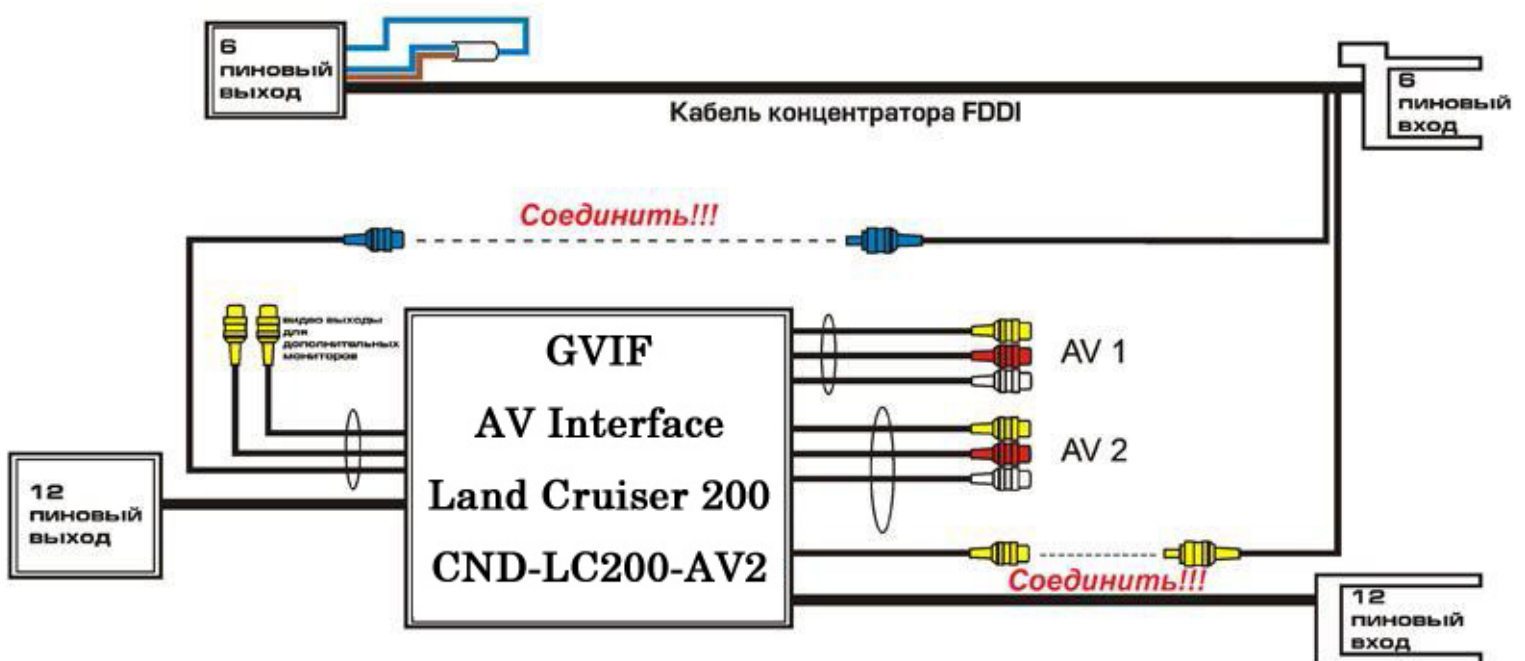 6
пиновый
выход
Кабель концентратора FDDI
6
пиновый
вход
Соединить!!!
видео выходы
для
дополнительных
мониторов
GVIF
AV Interface
Land Cruiser 200
CND-LC200-AV2
AV 1
AV 2
12
пиновый
выход
Соединить!!!
12
пиновый
вход